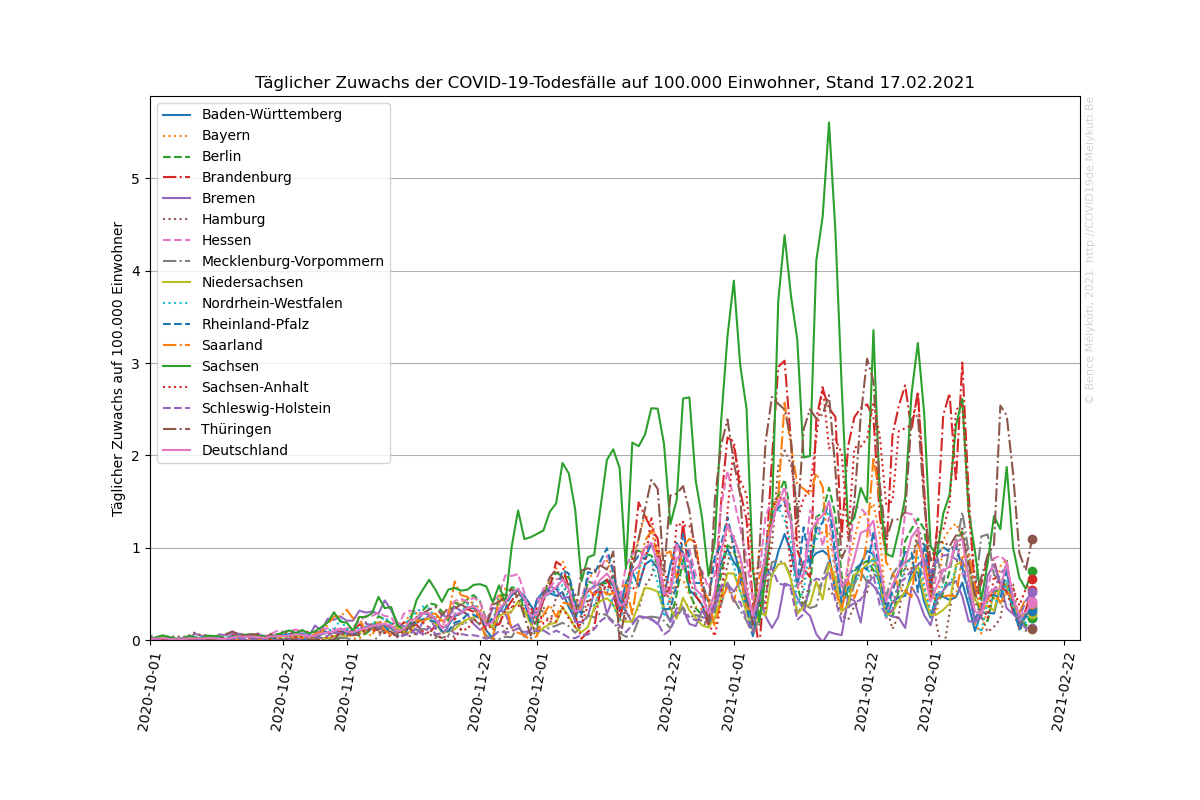 Täglicher Zuwachs der COVID-19-Todesfälle auf 100.000 Einwohner, Stand 17.02.2021
Baden-Württemberg
Bayern
Berlin
Brandenburg
Bremen
Hamburg
Hessen
Mecklenburg-Vorpommern
Niedersachsen
Nordrhein-Westfalen
Rheinland-Pfalz
Saarland
Sachsen
Sachsen-Anhalt
Schleswig-Holstein
Thüringen
Deutschland
Täglicher Zuwachs auf 100.000 Einwohner
5
4
3
2
1
0
2020-10-01
2020-10-22
2020-11-01
2020-11-22
2020-12-01
2020-12-22
2021-01-01
2021-01-22
2021-02-01
2021-02-22
© Bence Mélykúti, 2021. http://COVID19de.Melykuti.Be